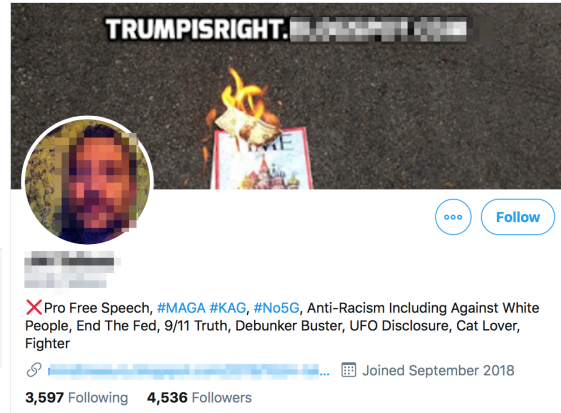 TRUMPISRIGHT.
TIME
Follow
❌Pro Free Speech, #MAGA #KAG, #No5G, Anti-Racism Including Against White
People, End The Fed, 9/11 Truth, Debunker Buster, UFO Disclosure, Cat Lover,
Fighter
Joined September 2018
3,597 Following 4,536 Followers